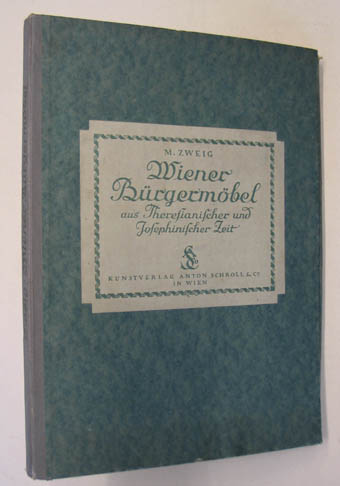 M. ZWEIG
Wiener
Bürgermöbel
aus Theresianischer und
Josephinischer Zeit
KUNSTVERLAG ANTON SCHROLL & Co
IN WIEN